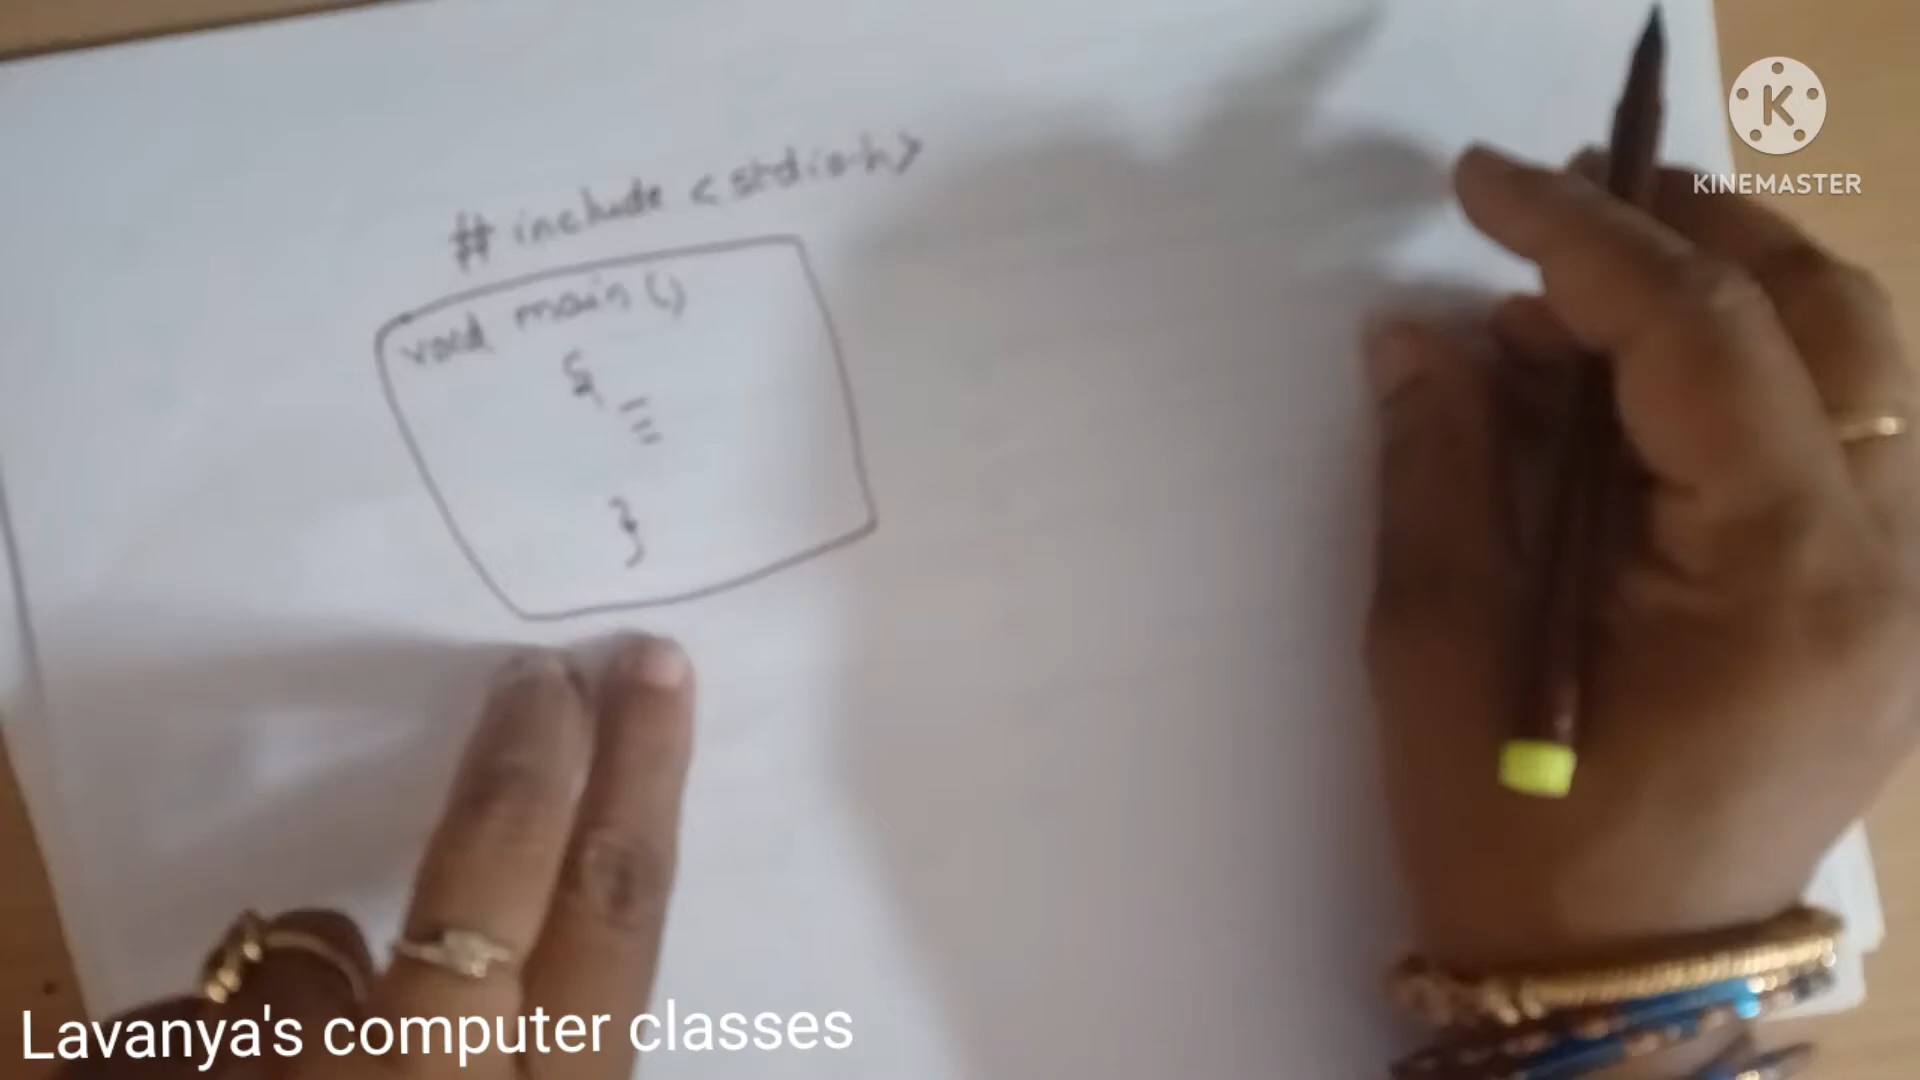 # include <stdio.h>
void main()
{
}
KINEMASTER
Lavanya's computer classes